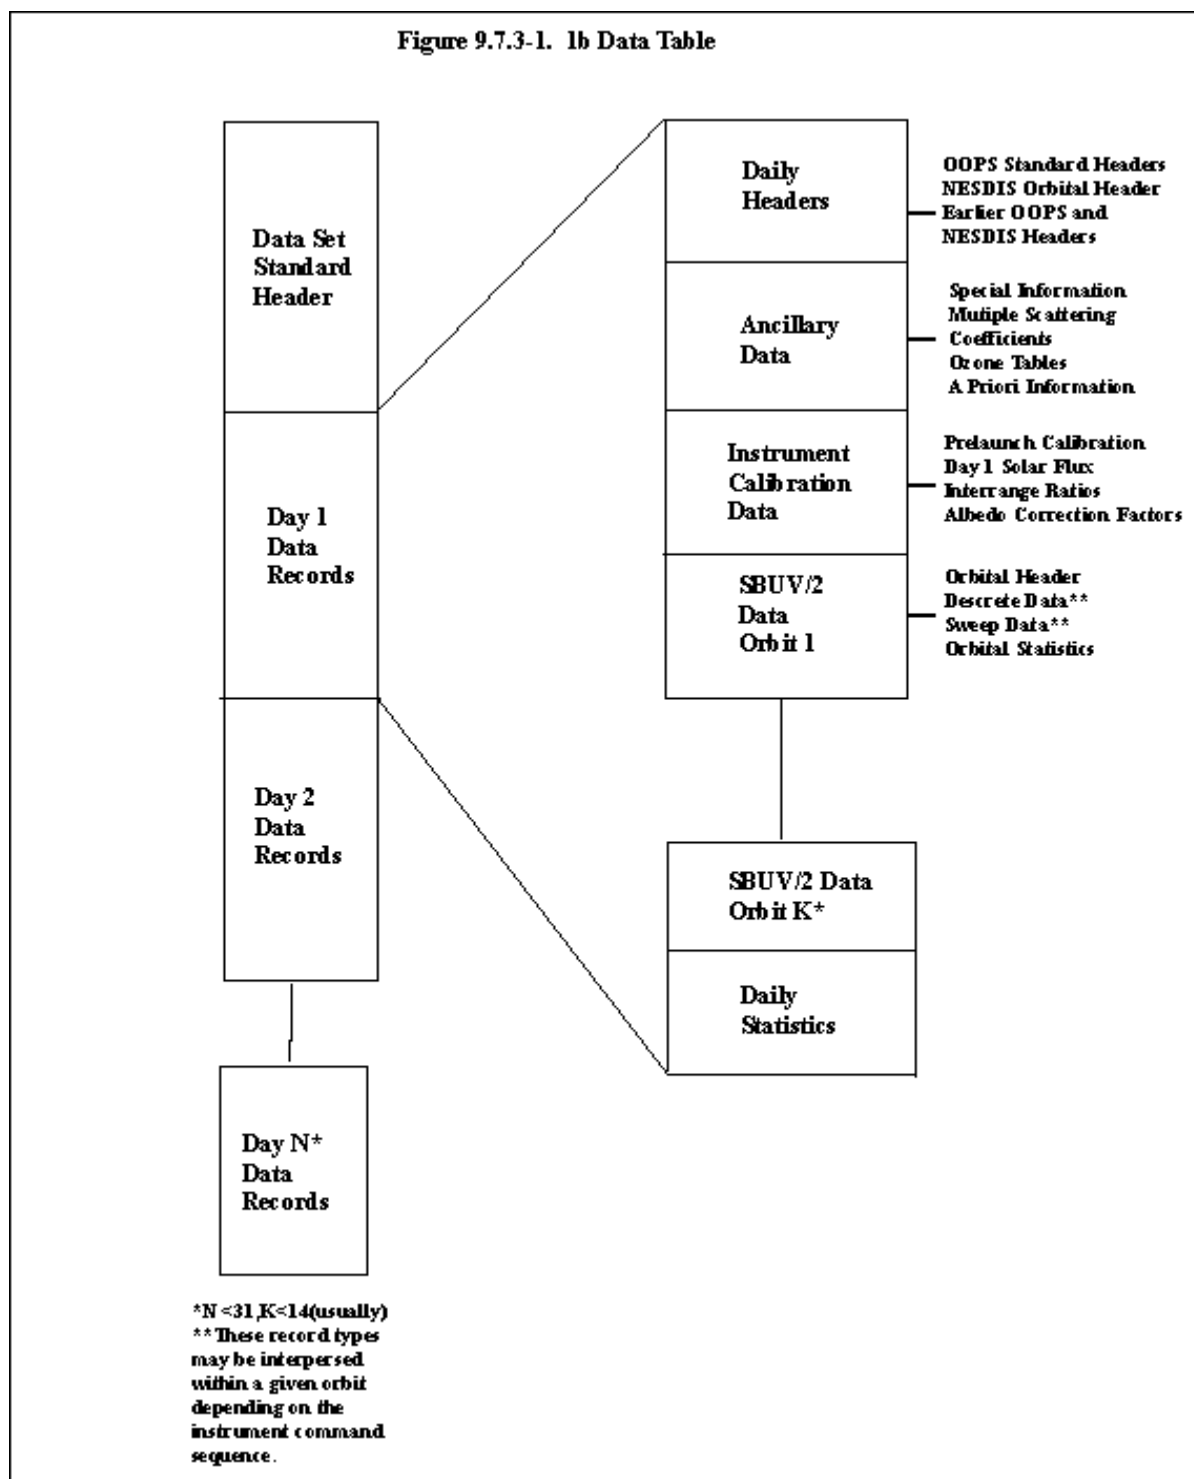 Figure 9.7.3-1. 1b Data Table
Data Set
Standard
Header
Day 1
Data
Records
Day 2
Data
Records
Day N*
Data
Records
*N <31,K<14(usually)
**These record types
may be interpersed
within a given orbit
depending on the
instrument command
sequence.
Daily
Headers
OOPS Standard Headers
NESDIS Orbital Header
Earlier OOPS and
NESDIS Headers
Ancillary
Data
Special Information
Mutiple Scattering
Coefficients
Ozone Tables
A Priori Information
Instrument
Calibration
Data
Prelaunch Calibration
Day 1 Solar Flux
Interrange Ratios
Albedo Correction Factors
SBUV/2
Data
Orbit 1
Orbital Header
Descrete Data**
Sweep Data**
Orbital Statistics
SBUV/2 Data
Orbit K*
Daily
Statistics